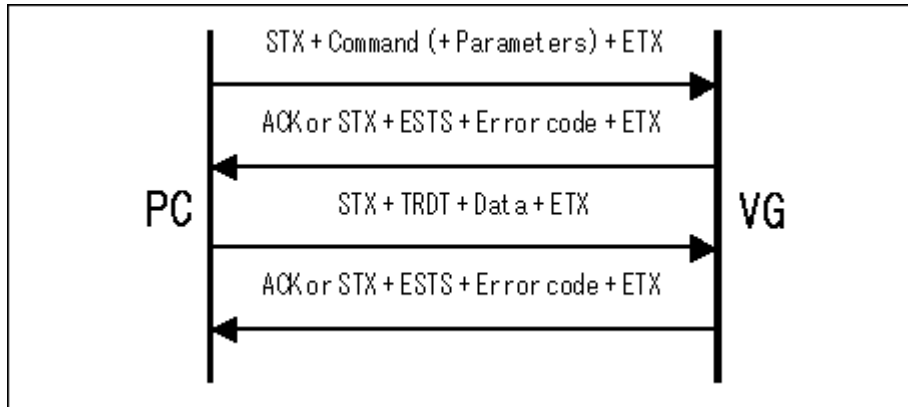 STX + Command (+ Parameters) + ETX
ACK or STX + ESTS + Error code + ETX
PC
STX + TRDT + Data + ETX
VG
ACK or STX + ESTS + Error code + ETX